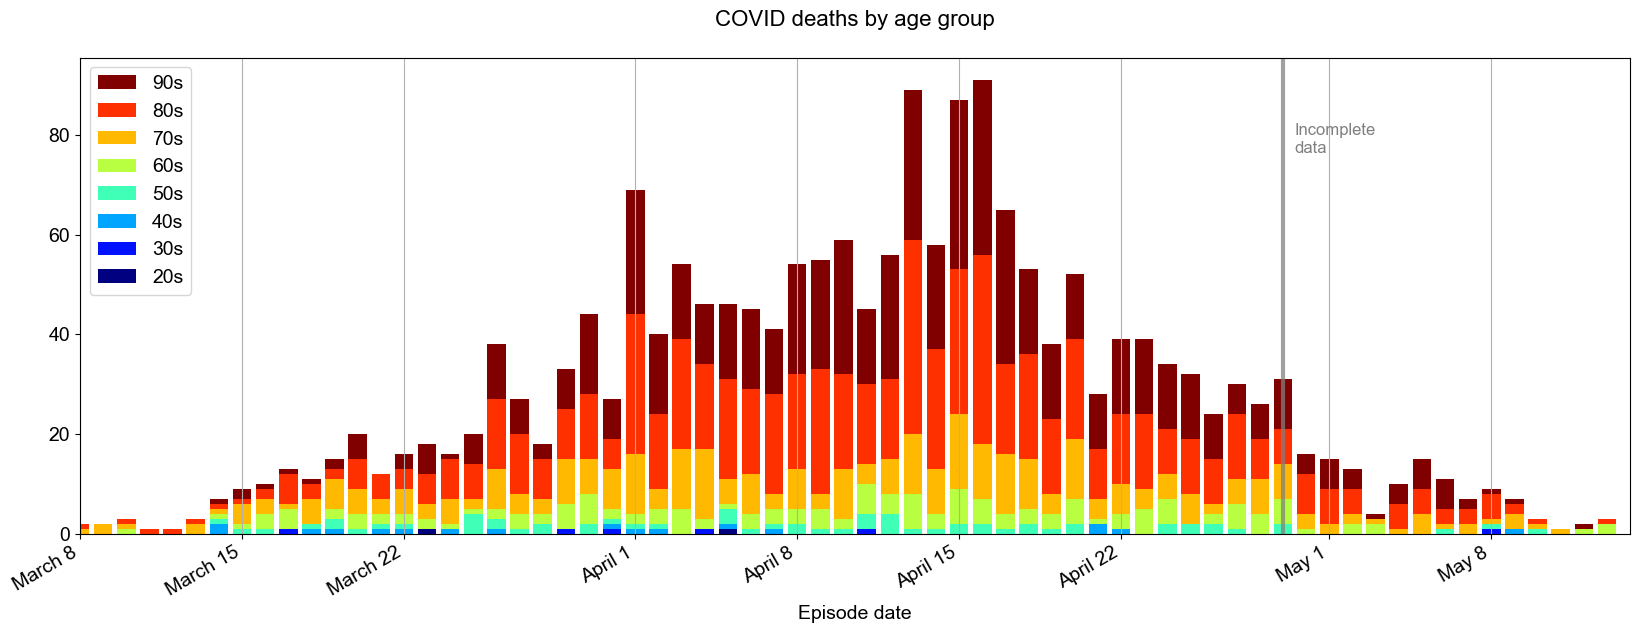 COVID deaths by age group
90s
80s
70s
60s
50s
40s
30s
20s
Incomplete
data
80
60
40
20
0
March 8
March 15
March 22
April 1
April 8
April 15
April 22
May 1
May 8
Episode date